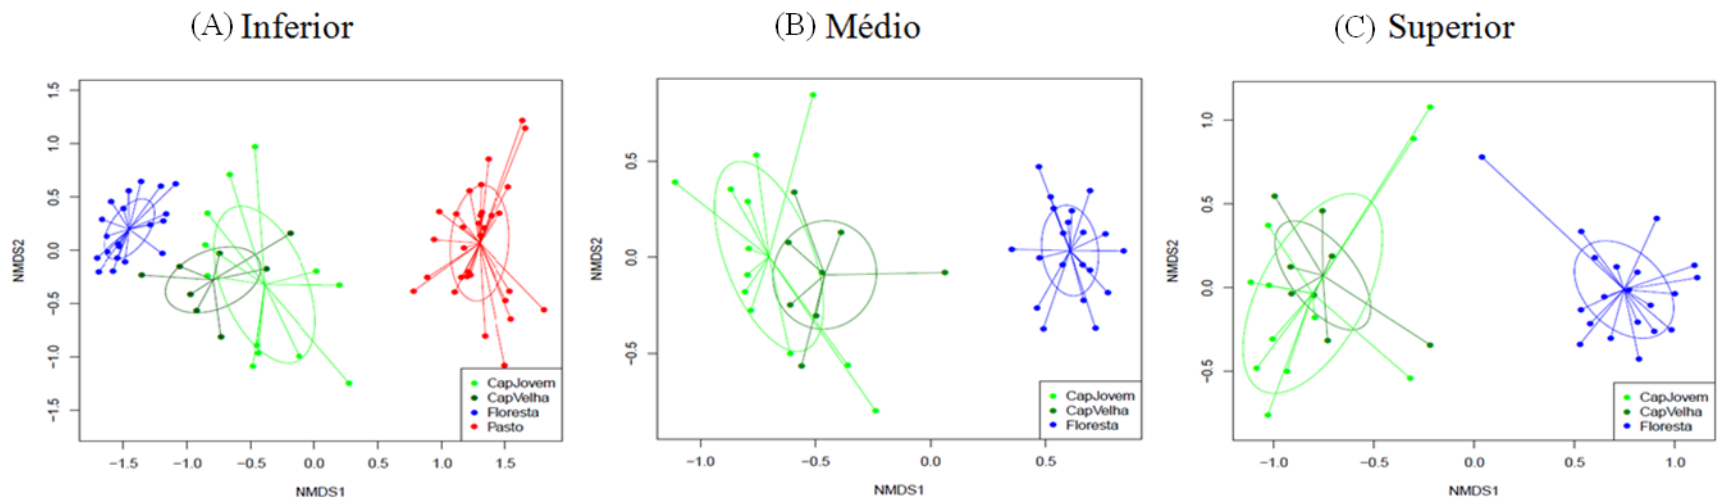 (A) Inferior
1.5
1.0
0.5
0.0
−0.5
−1.0
−1.5
NMDS2
−1.5 −1.0 −0.5 0.0 0.5 1.0 1.5
NMDS1
CapJovem
CapVelha
Floresta
Pasto
(B) Médio
0.5
0.0
−0.5
NMDS2
−1.0 −0.5 0.0 0.5
NMDS1
CapJovem
CapVelha
Floresta
(C) Superior
1.0
0.5
0.0
−0.5
NMDS2
−1.0 −0.5 0.0 0.5 1.0
NMDS1
CapJovem
CapVelha
Floresta